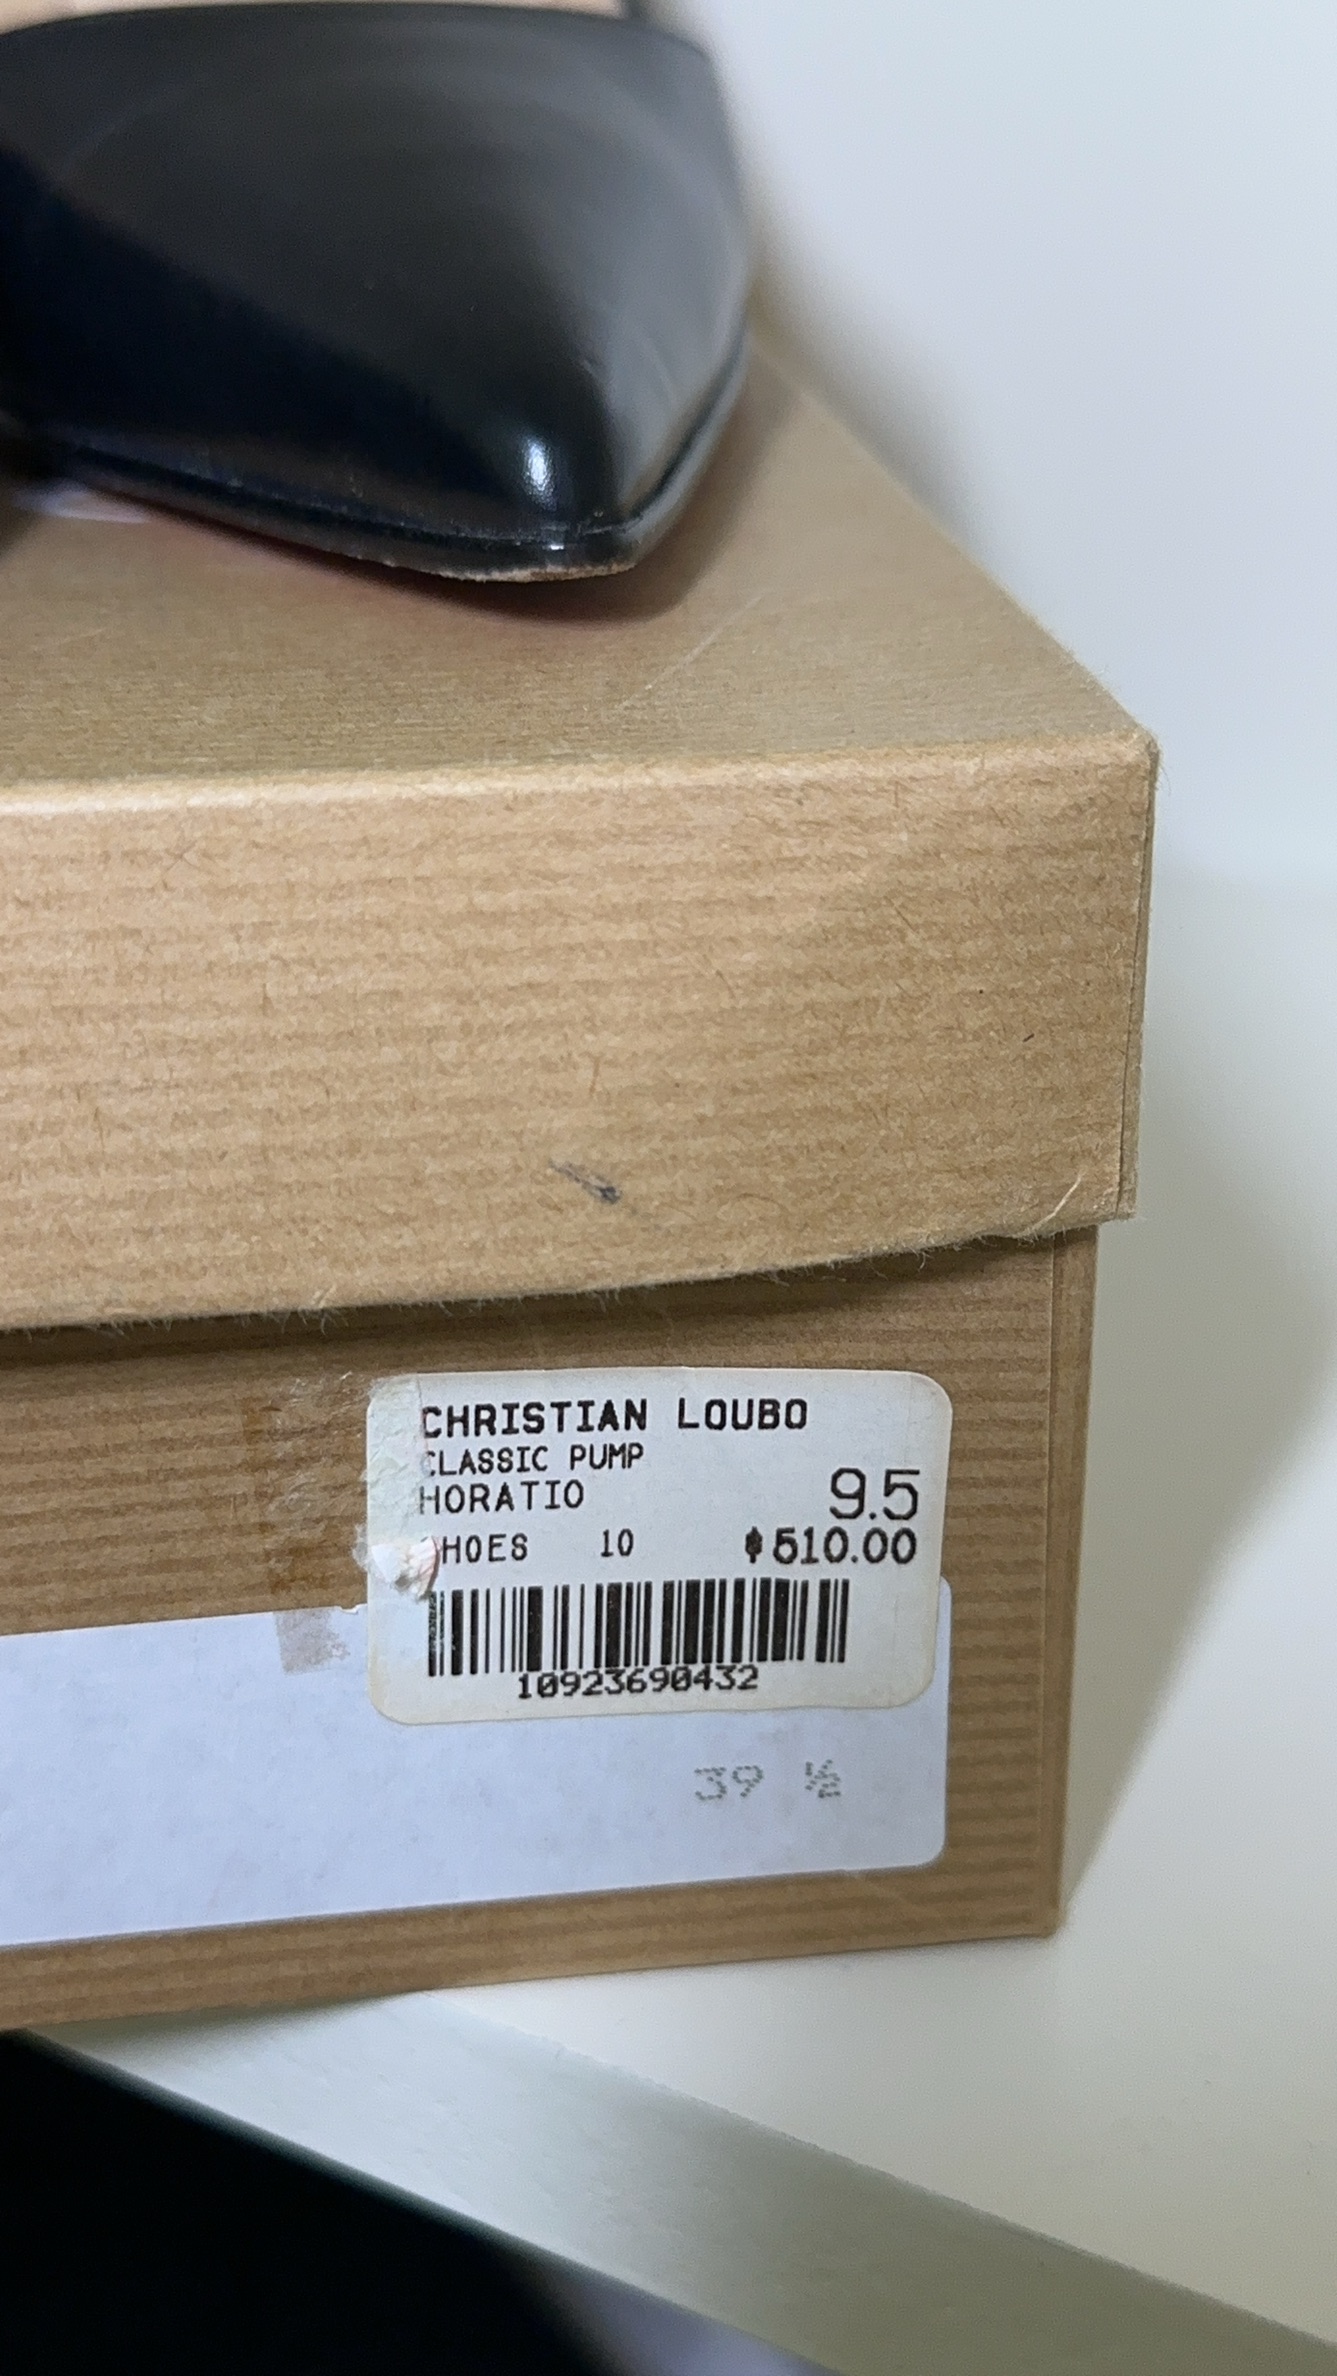 CHRISTIAN LOUBO
CLASSIC PUMP
HORATIO
9.5
SHOES 10 $510.00
10923690432
39 ½